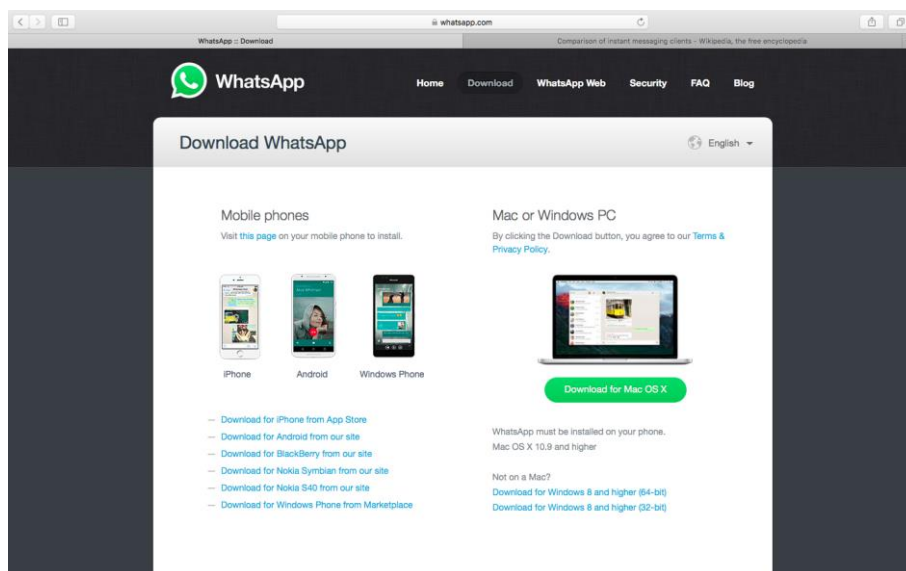 whatsapp.com
WhatsApp :: Download
Comparison of instant messaging clients - Wikipedia, the free encyclopedia
WhatsApp
Home Download WhatsApp Web Security FAQ Blog
Download WhatsApp
English
Mobile phones
Visit this page on your mobile phone to install.
iPhone Android Windows Phone
— Download for iPhone from App Store
— Download for Android from our site
— Download for BlackBerry from our site
— Download for Nokia Symbian from our site
— Download for Nokia S40 from our site
— Download for Windows Phone from Marketplace
Mac or Windows PC
By clicking the Download button, you agree to our Terms &
Privacy Policy.
Download for Mac OS X
WhatsApp must be installed on your phone.
Mac OS X 10.9 and higher
Not on a Mac?
Download for Windows 8 and higher (64-bit)
Download for Windows 8 and higher (32-bit)